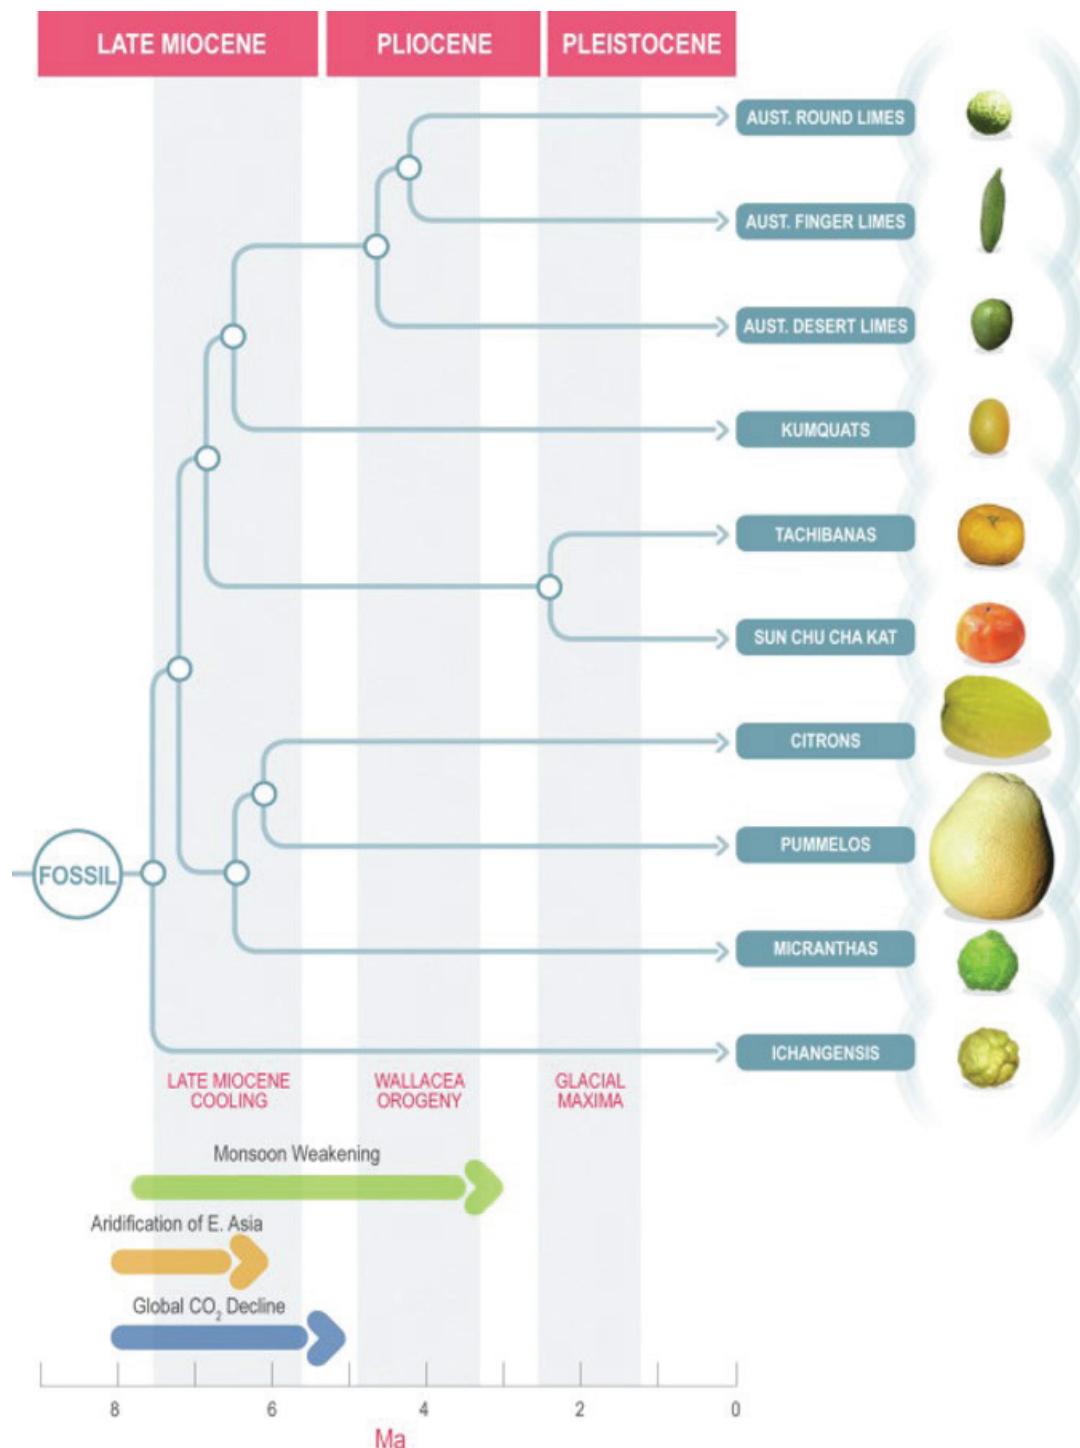 LATE MIOCENE
PLIOCENE
PLEISTOCENE
AUST. ROUND LIMES
AUST. FINGER LIMES
AUST. DESERT LIMES
KUMQUATS
TACHIBANAS
SUN CHU CHA KAT
CITRONS
PUMMELOS
FOSSIL
MICRANTHAS
ICHANGENSIS
LATE MIOCENE
COOLING
WALLACEA
OROGENY
GLACIAL
MAXIMA
Monsoon Weakening
Aridification of E. Asia
Global CO₂ Decline
8 6 4 2 0
Ma